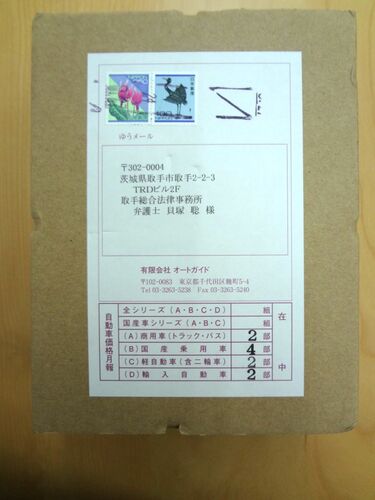 日本郵便
ゆうメール
〒302-0004
茨城県取手市取手2-2-3
TRDビル2F
取手総合法律事務所
弁護士 貝塚 聡 様
有限会社 オートガイド
〒102-0083 東京都千代田区麹町5-4
Tel 03-3263-5238 Fax 03-3263-5240
自動車価格月報
全シリーズ(A・B・C・D) 組
国産車シリーズ(A・B・C) 組
(A)商用車(トラック・バス) 2 部
(B)国産乗用車 4 部
(C)軽自動車(含二輪車) 2 部
(D)輸入自動車 2 部
在中